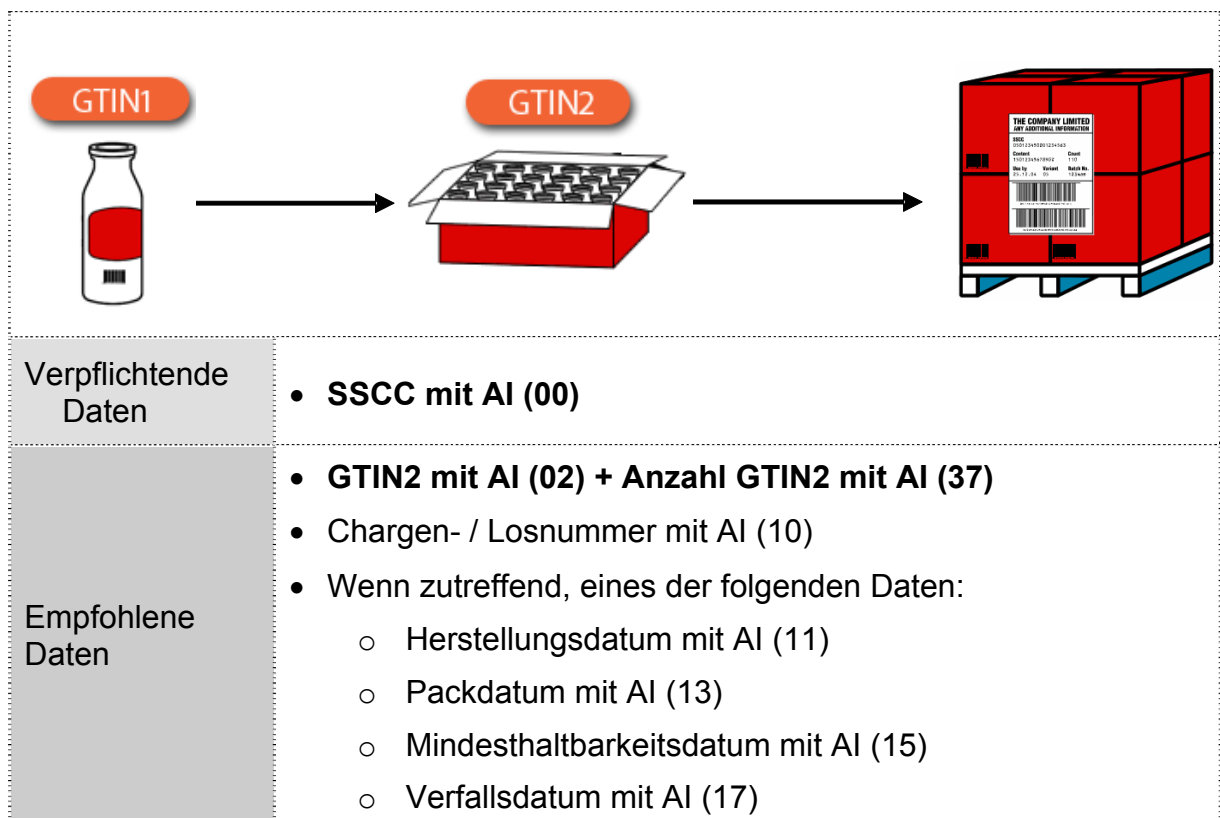 GTIN1
GTIN2
THE COMPANY LIMITED
ANY ADDITIONAL INFORMATION
SSCC
Content Count
110
Use by Variant Batch No.
Verpflichtende
Daten
• SSCC mit AI (00)
Empfohlene
Daten
• GTIN2 mit AI (02) + Anzahl GTIN2 mit AI (37)
• Chargen- / Losnummer mit AI (10)
• Wenn zutreffend, eines der folgenden Daten:
o Herstellungsdatum mit AI (11)
o Packdatum mit AI (13)
o Mindesthaltbarkeitsdatum mit AI (15)
o Verfallsdatum mit AI (17)